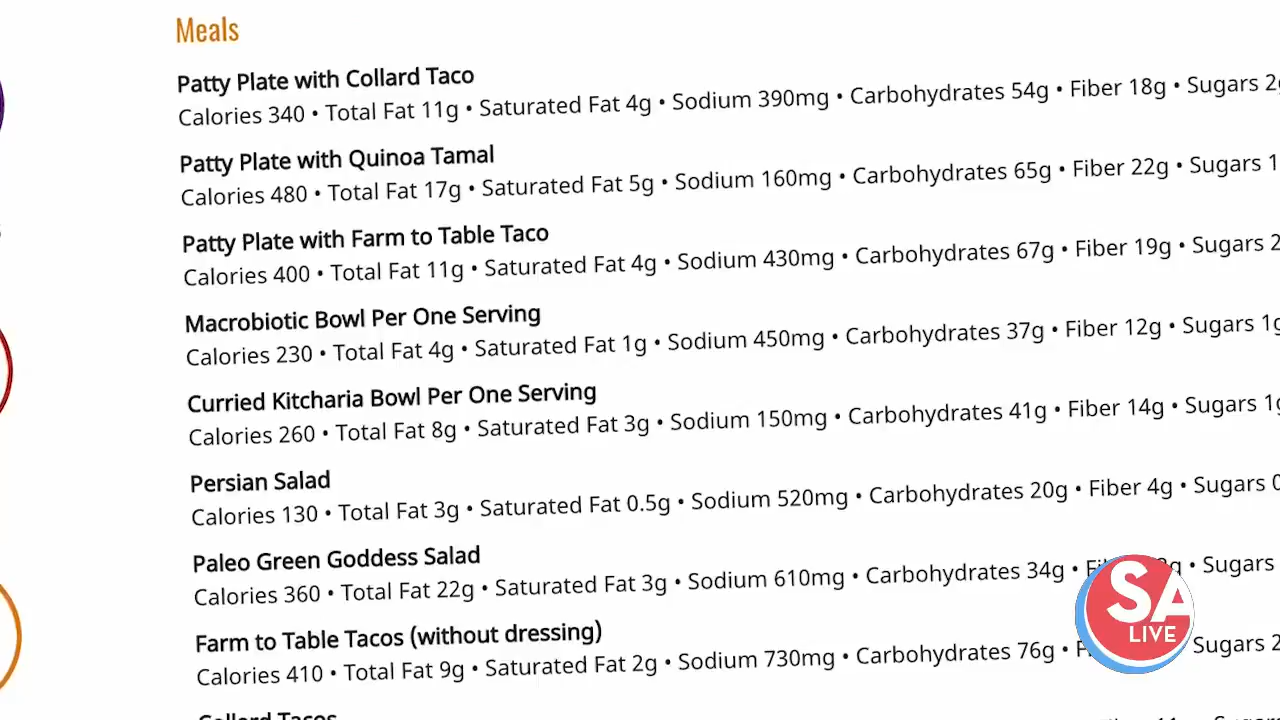 Meals
Patty Plate with Collard Taco
Calories 340 • Total Fat 11g • Saturated Fat 4g • Sodium 390mg • Carbohydrates 54g • Fiber 18g • Sugars
Patty Plate with Quinoa Tamal
Calories 480 • Total Fat 17g • Saturated Fat 5g • Sodium 160mg • Carbohydrates 65g • Fiber 22g • Sugars
Patty Plate with Farm to Table Taco
Calories 400 • Total Fat 11g • Saturated Fat 4g • Sodium 430mg • Carbohydrates 67g • Fiber 19g • Sugars
Macrobiotic Bowl Per One Serving
Calories 230 • Total Fat 4g • Saturated Fat 1g • Sodium 450mg • Carbohydrates 37g • Fiber 12g • Sugars 1g
Curried Kitcharia Bowl Per One Serving
Calories 260 • Total Fat 8g • Saturated Fat 3g • Sodium 150mg • Carbohydrates 41g • Fiber 14g • Sugars 1g
Persian Salad
Calories 130 • Total Fat 3g • Saturated Fat 0.5g • Sodium 520mg • Carbohydrates 20g • Fiber 4g • Sugars
Paleo Green Goddess Salad
Calories 360 • Total Fat 22g • Saturated Fat 3g • Sodium 610mg • Carbohydrates 34g • • Sugars
Farm to Table Tacos (without dressing)
Calories 410 • Total Fat 9g • Saturated Fat 2g • Sodium 730mg • Carbohydrates 76g • Sugars
SA
LIVE